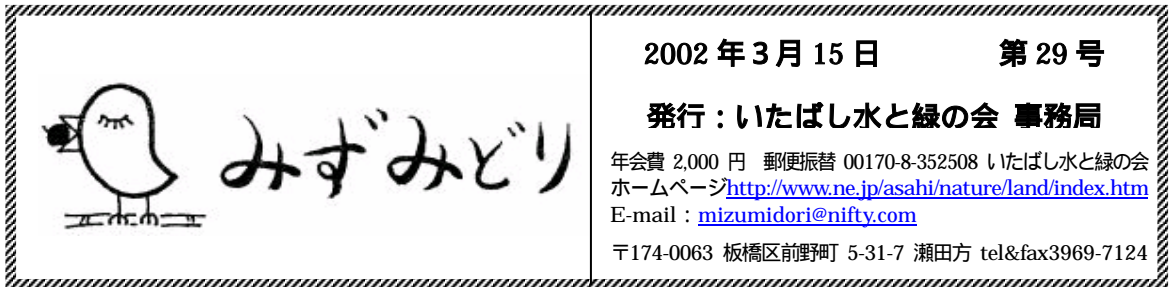 みずみどり
2002年3月15日 第29号
発行：いたばし水と緑の会 事務局
年会費 2,000 円 郵便振替 00170-8-352508 いたばし水と緑の会
ホームページhttp://www.ne.jp/asahi/nature/land/index.htm
E-mail：mizumidori@nifty.com
〒174-0063 板橋区前野町 5-31-7 瀬田方 tel&fax3969-7124